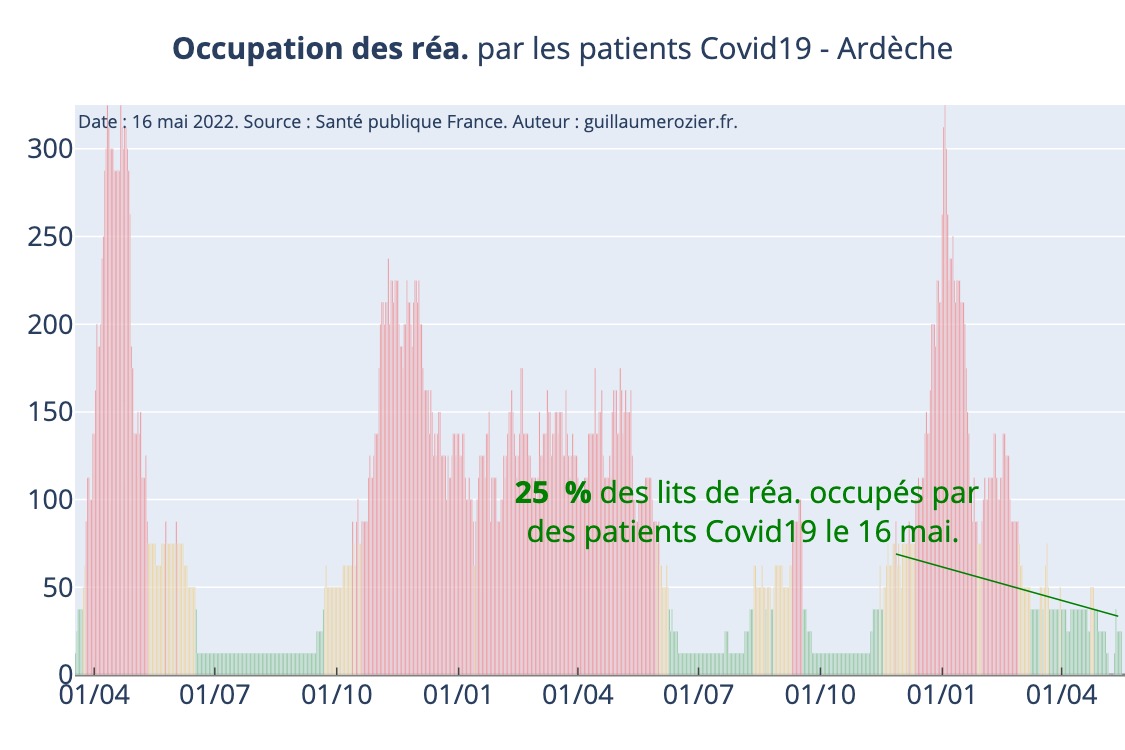 Occupation des réa. par les patients Covid19 - Ardèche
Date : 16 mai 2022. Source : Santé publique France. Auteur : guillaumerozier.fr.
300
250
200
150
100
50
0
25  % des lits de réa. occupés par
des patients Covid19 le 16 mai.
01/04 01/07 01/10 01/01 01/04 01/07 01/10 01/01 01/04